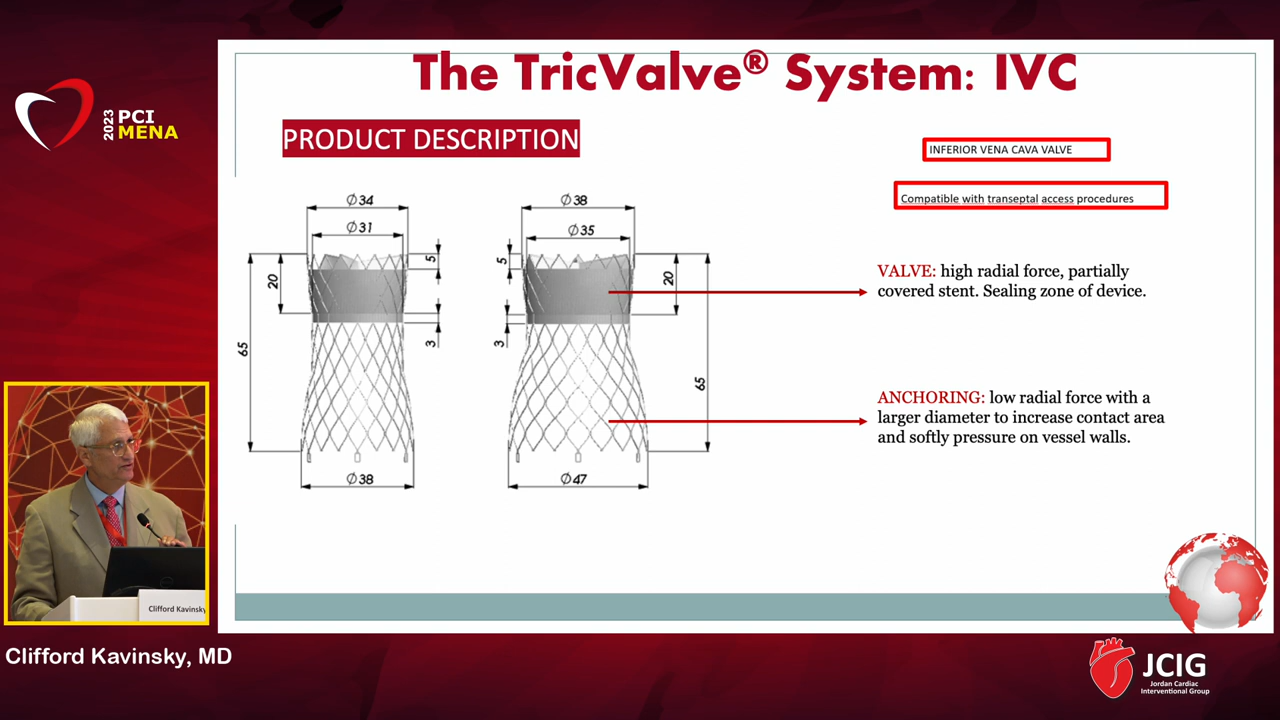 2023 PCI
MENA
The TricValve® System: IVC
PRODUCT DESCRIPTION
INFERIOR VENA CAVA VALVE
Compatible with transeptal access procedures
Ø34
Ø31
5
20
65
3
Ø38
Ø38
Ø35
5
20
3
65
Ø47
VALVE: high radial force, partially
covered stent. Sealing zone of device.
ANCHORING: low radial force with a
larger diameter to increase contact area
and softly pressure on vessel walls.
Clifford Kavinsky
Clifford Kavinsky, MD
JCIG
Jordan Cardiac
Interventional Group